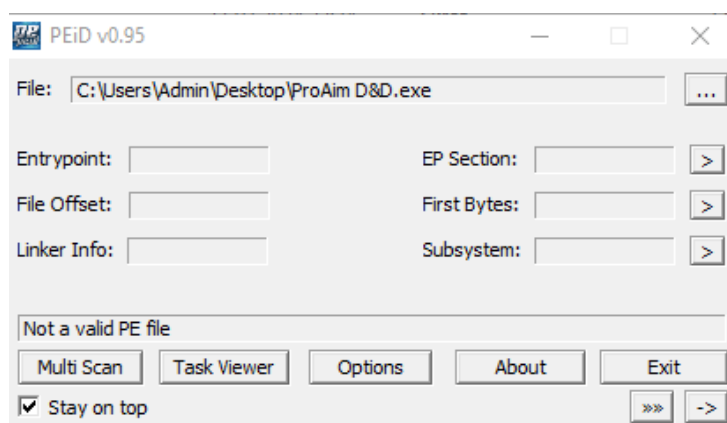 PEiD v0.95
File: C:\Users\Admin\Desktop\ProAim D&D.exe ...
Entrypoint: EP Section: >
File Offset: First Bytes: >
Linker Info: Subsystem: >
Not a valid PE file
Multi Scan Task Viewer Options About Exit
Stay on top »» ->